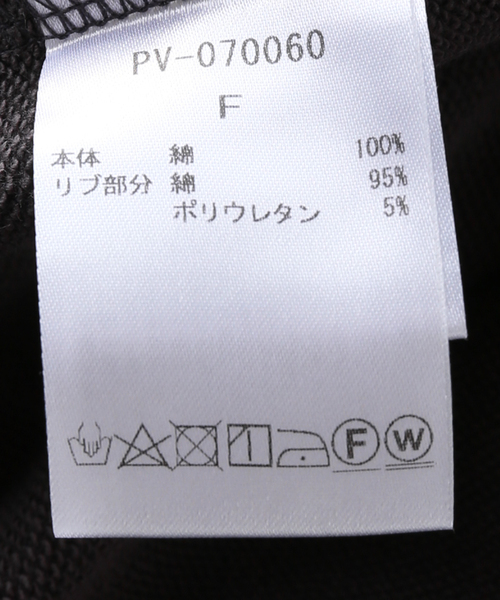 PV-070060
F
本体 綿 100%
リブ部分 綿 95%
ポリウレタン 5%
F W